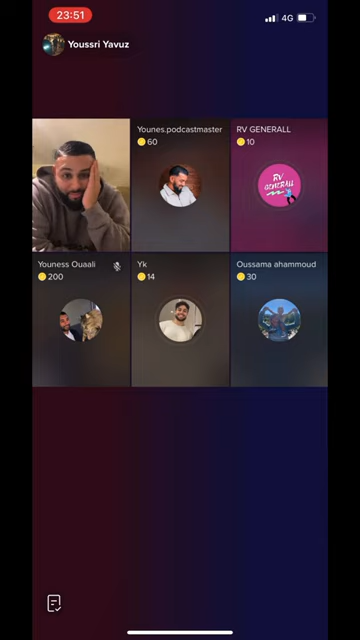 23:51
4G
Youssri Yavuz
Younes.podcastmaster
60
RV GENERALL
10
RV
GENERALL
Youness Ouaali
200
Yk
14
Oussama ahammoud
30